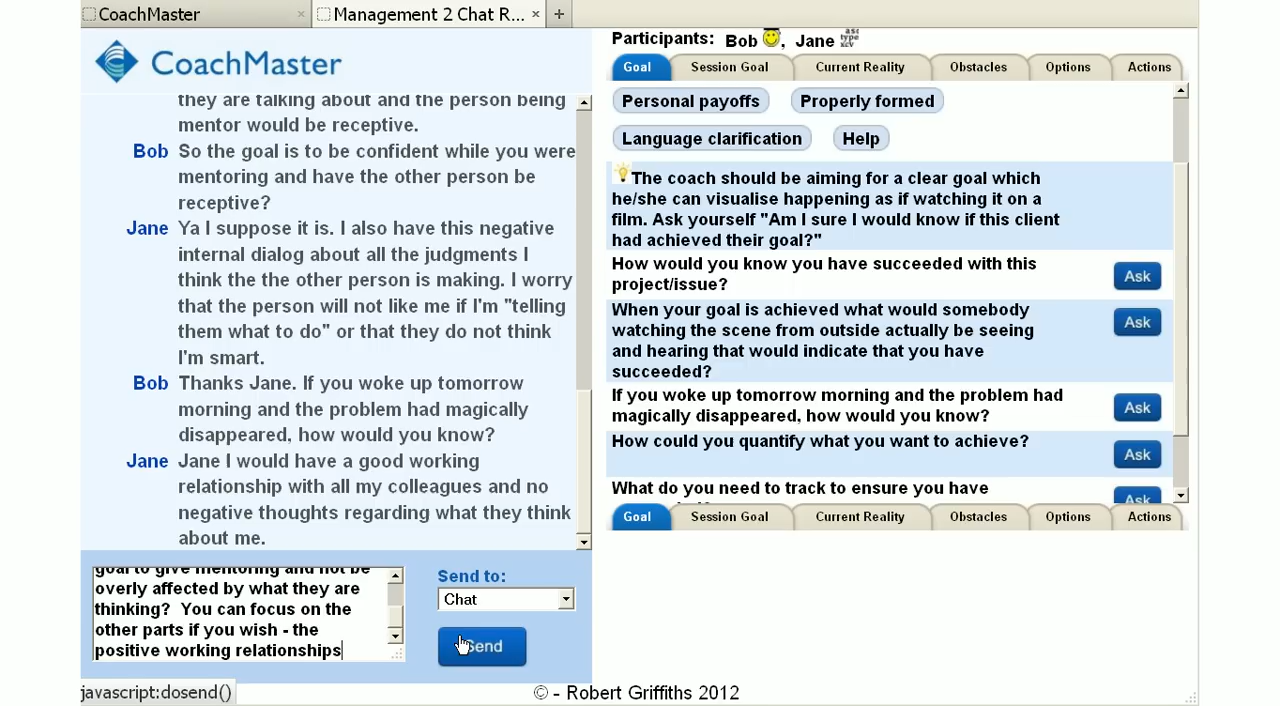 CoachMaster × Management 2 Chat R... × +
CoachMaster
they are talking about and the person being
mentor would be receptive.
Bob So the goal is to be confident while you were
mentoring and have the other person be
receptive?
Jane Ya I suppose it is. I also have this negative
internal dialog about all the judgments I
think the the other person is making. I worry
that the person will not like me if I'm "telling
them what to do" or that they do not think
I'm smart.
Bob Thanks Jane. If you woke up tomorrow
morning and the problem had magically
disappeared, how would you know?
Jane Jane I would have a good working
relationship with all my colleagues and no
negative thoughts regarding what they think
about me.
goal to give mentoring and not be
overly affected by what they are
thinking? You can focus on the
other parts if you wish - the
positive working relationships
Send to:
Chat
Send
javascript:dosend()
Participants: Bob , Jane asc type xcv
Goal Session Goal Current Reality Obstacles Options Actions
Personal payoffs Properly formed
Language clarification Help
The coach should be aiming for a clear goal which
he/she can visualise happening as if watching it on a
film. Ask yourself "Am I sure I would know if this client
had achieved their goal?"
How would you know you have succeeded with this
project/issue?
Ask
When your goal is achieved what would somebody
watching the scene from outside actually be seeing
and hearing that would indicate that you have
succeeded?
Ask
If you woke up tomorrow morning and the problem had
magically disappeared, how would you know?
Ask
How could you quantify what you want to achieve?
Ask
What do you need to track to ensure you have
Ask
Goal Session Goal Current Reality Obstacles Options Actions
© - Robert Griffiths 2012